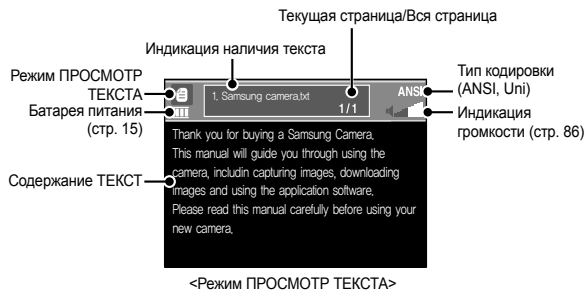 Текущая страница/Вся страница
Индикация наличия текста
Режим ПРОСМОТР
ТЕКСТА
Батарея питания
(стр. 15)
Содержание ТЕКСТ
1. Samsung camera.txt
1/1
ANSI
Тип кодировки
(ANSI, Uni)
Индикация
громкости (стр. 86)
Thank you for buying a Samsung Camera.
This manual will guide you through using the
camera, includin capturing images, downloading
images and using the application software.
Please read this manual carefully before using your
new camera.
<Режим ПРОСМОТР ТЕКСТА>